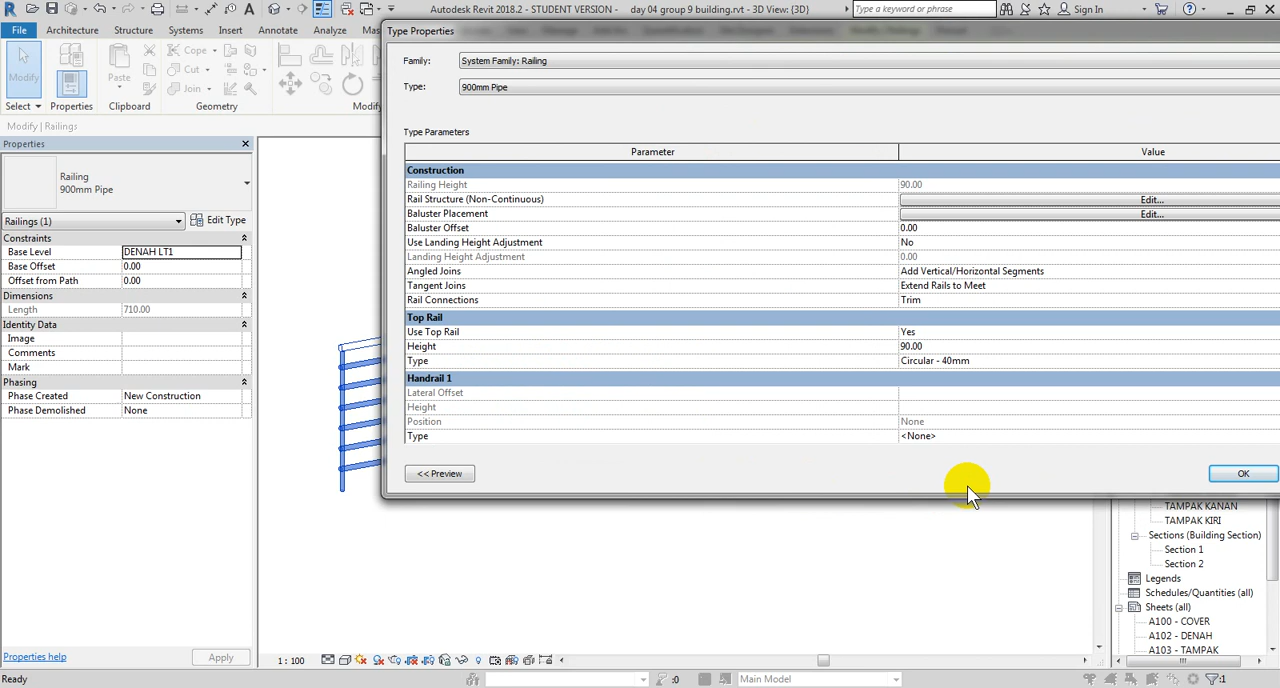 Autodesk Revit 2018.2 - STUDENT VERSION - day 04 group 9 building.rvt - 3D View: {3D}
Type a keyword or phrase
Sign In
File Architecture Structure Systems Insert Annotate Analyze Mas
Type Properties
Modify
Paste
Cope
Cut
Join
Select Properties Clipboard Geometry Modify
Modify | Railings
Family: System Family: Railing
Type: 900mm Pipe
Type Parameters
Parameter Value
Construction
Railing Height 90.00
Rail Structure (Non-Continuous) Edit...
Baluster Placement Edit...
Baluster Offset 0.00
Use Landing Height Adjustment No
Landing Height Adjustment 0.00
Angled Joins Add Vertical/Horizontal Segments
Tangent Joins Extend Rails to Meet
Rail Connections Trim
Top Rail
Use Top Rail Yes
Height 90.00
Type Circular - 40mm
Handrail 1
Lateral Offset
Height
Position None
Type <None>
<< Preview OK
Properties
Railing
900mm Pipe
Railings (1) Edit Type
Constraints
Base Level DENAH LT1
Base Offset 0.00
Offset from Path 0.00
Dimensions
Length 710.00
Identity Data
Image
Comments
Mark
Phasing
Phase Created New Construction
Phase Demolished None
Properties help Apply
TAMPAK KANAN
TAMPAK KIRI
Sections (Building Section)
Section 1
Section 2
Legends
Schedules/Quantities (all)
Sheets (all)
A100 - COVER
A102 - DENAH
A103 - TAMPAK
1 : 100
Ready
:0
Main Model
:1